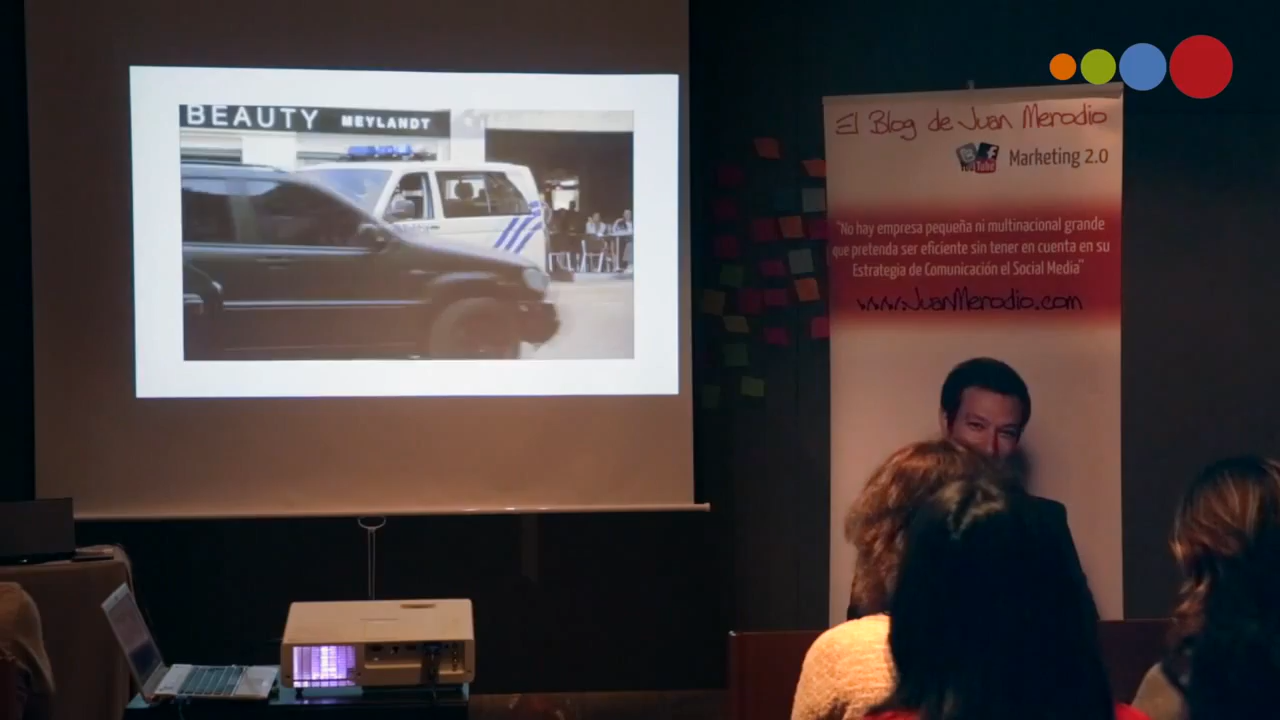 BEAUTY MEYLANDT
El Blog de Juan Merodio
Marketing 2.0
"No hay empresa pequeña ni multinacional grande
que pretenda ser eficiente sin tener en cuenta en su
Estrategia de Comunicación el Social Media"
www.JuanMerodio.com